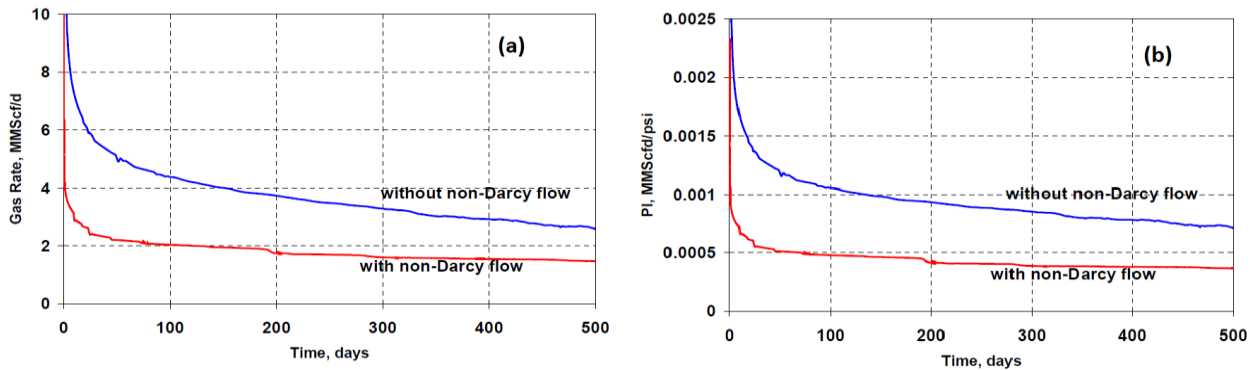 10
8
6
4
2
0
Gas Rate, MMScf/d
(a)
without non-Darcy flow
with non-Darcy flow
0 100 200 300 400 500
Time, days
0.0025
0.002
0.0015
0.001
0.0005
0
PI, MMScfd/psi
(b)
without non-Darcy flow
with non-Darcy flow
0 100 200 300 400 500
Time, days